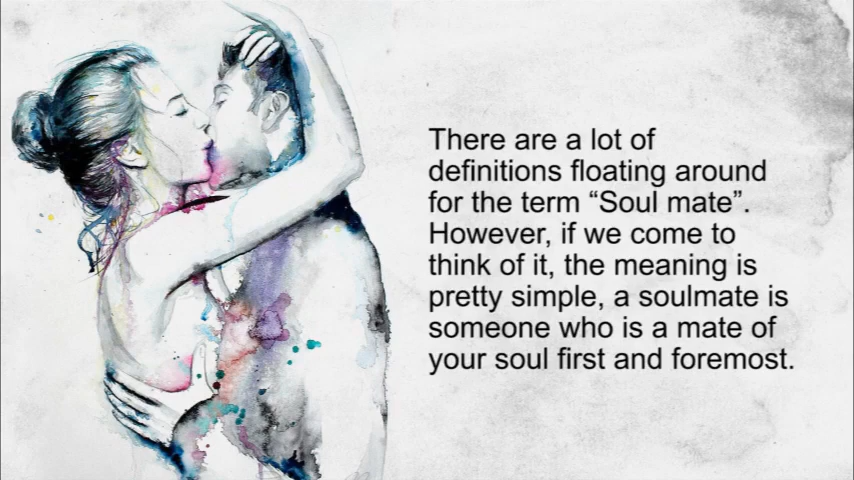 There are a lot of
definitions floating around
for the term “Soul mate”.
However, if we come to
think of it, the meaning is
pretty simple, a soulmate is
someone who is a mate of
your soul first and foremost.